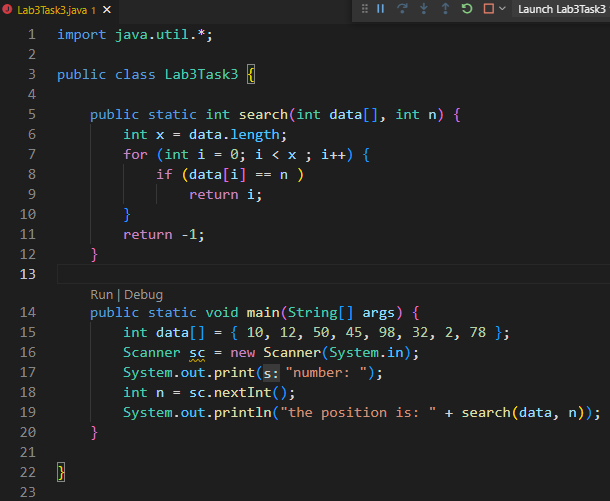 Lab3Task3.java 1 Launch Lab3Task3
1 import java.util.*;
2
3 public class Lab3Task3 {
4
5     public static int search(int data[], int n) {
6         int x = data.length;
7         for (int i = 0; i < x ; i++) {
8             if (data[i] == n )
9                 return i;
10         }
11         return -1;
12     }
13
Run | Debug
14     public static void main(String[] args) {
15         int data[] = { 10, 12, 50, 45, 98, 32, 2, 78 };
16         Scanner sc = new Scanner(System.in);
17         System.out.print(s: "number: ");
18         int n = sc.nextInt();
19         System.out.println("the position is: " + search(data, n));
20     }
21
22 }
23